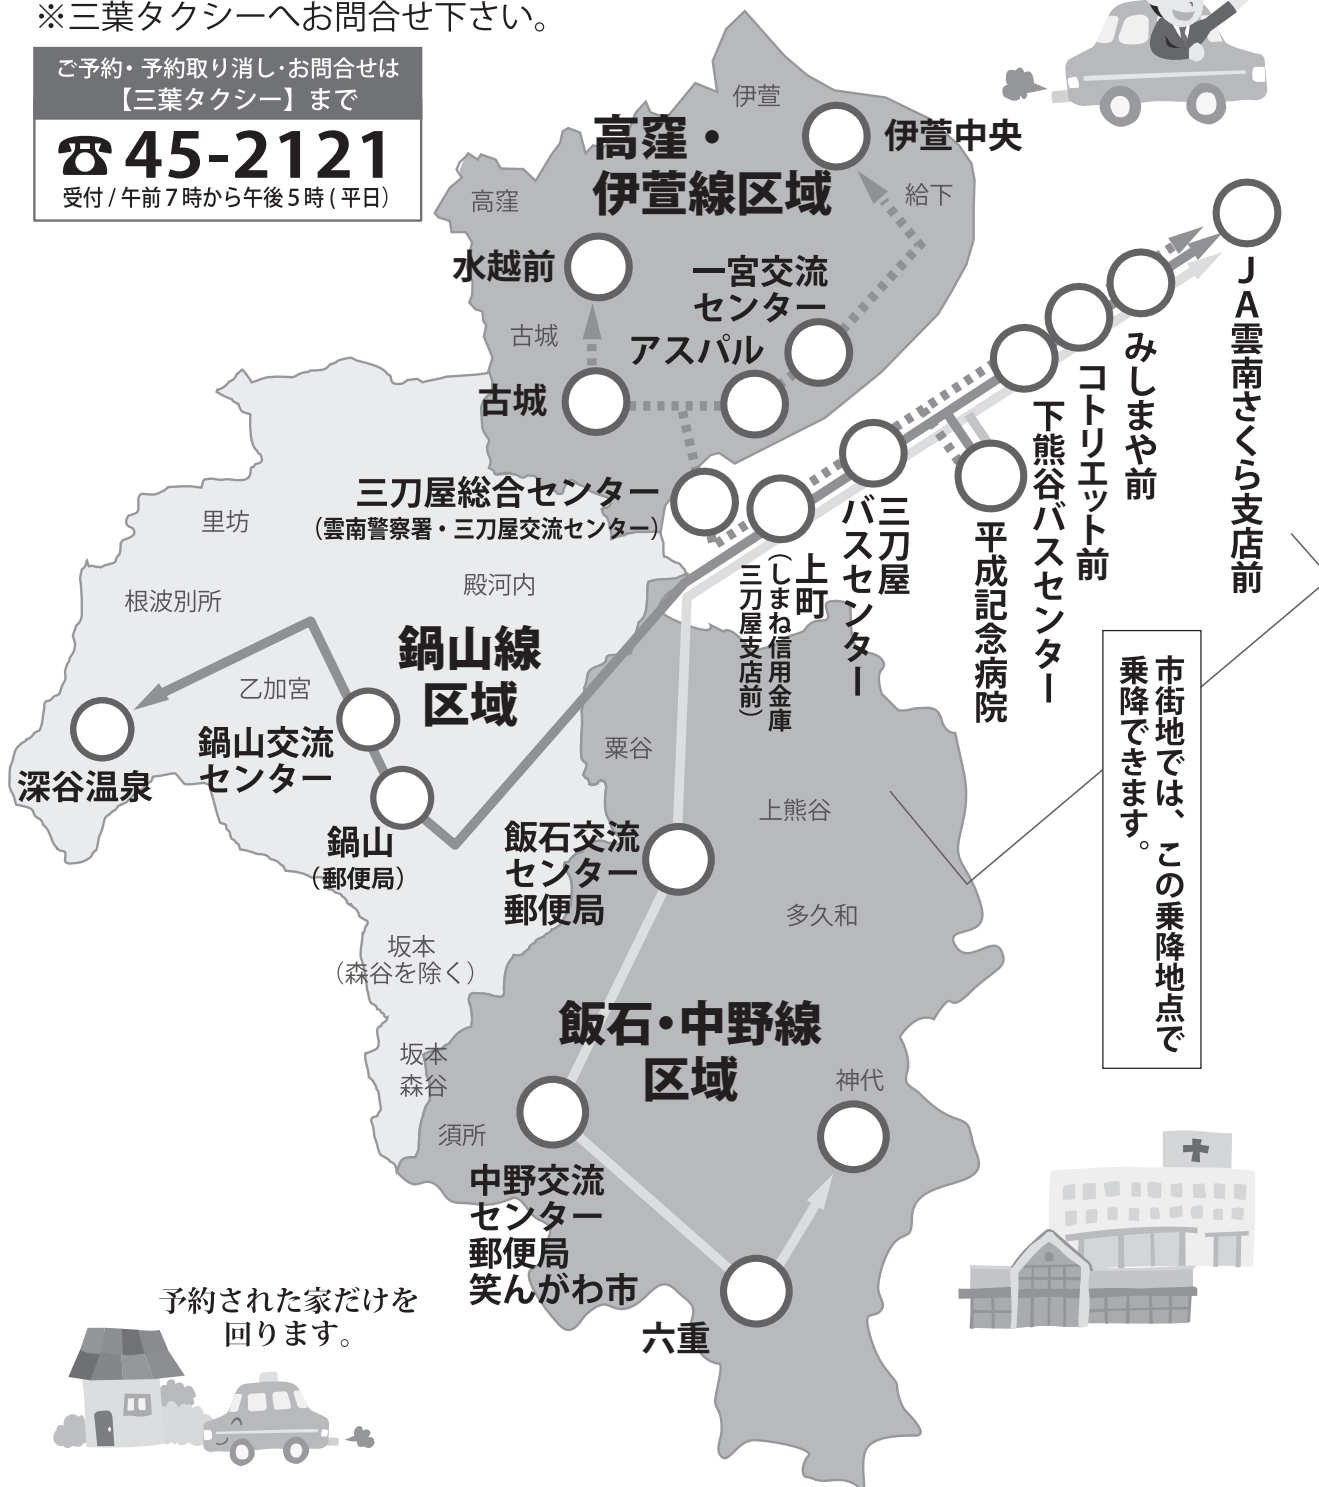 ※三葉タクシーへお問合せ下さい。
ご予約・予約取り消し・お問合せは
【三葉タクシー】まで
☎45-2121
受付/午前7時から午後5時(平日)
伊萱
高窪・
伊萱線区域
伊萱中央
高窪
給下
水越前
一宮交流
センター
古城
アスパル
古城
三刀屋総合センター
(雲南警察署・三刀屋交流センター)
上町
(しまね信用金庫
三刀屋支店前)
三刀屋
バスセンター
平成記念病院
下熊谷バスセンター
コトリエット前
みしまや前
JA雲南さくら支店前
里坊
根波別所
殿河内
鍋山線
区域
乙加宮
鍋山交流
センター
深谷温泉
鍋山
(郵便局)
粟谷
上熊谷
飯石交流
センター
郵便局
多久和
坂本
(森谷を除く)
飯石・中野線
区域
坂本
森谷
神代
須所
中野交流
センター
郵便局
笑んがわ市
六重
市街地では、この乗降地点で
乗降できます。
予約された家だけを
回ります。